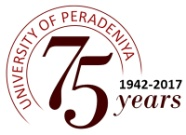 UNIVERSITY OF PERADENIYA
75
1942-2017
years